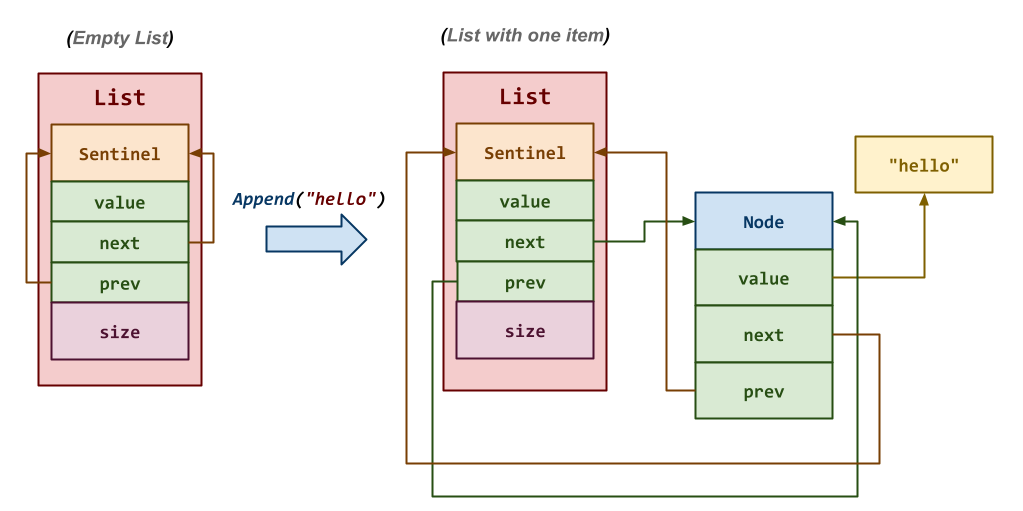 (Empty List)
List
Sentinel
value
next
prev
size
Append("hello")
(List with one item)
List
Sentinel
value
next
prev
size
Node
value
next
prev
"hello"